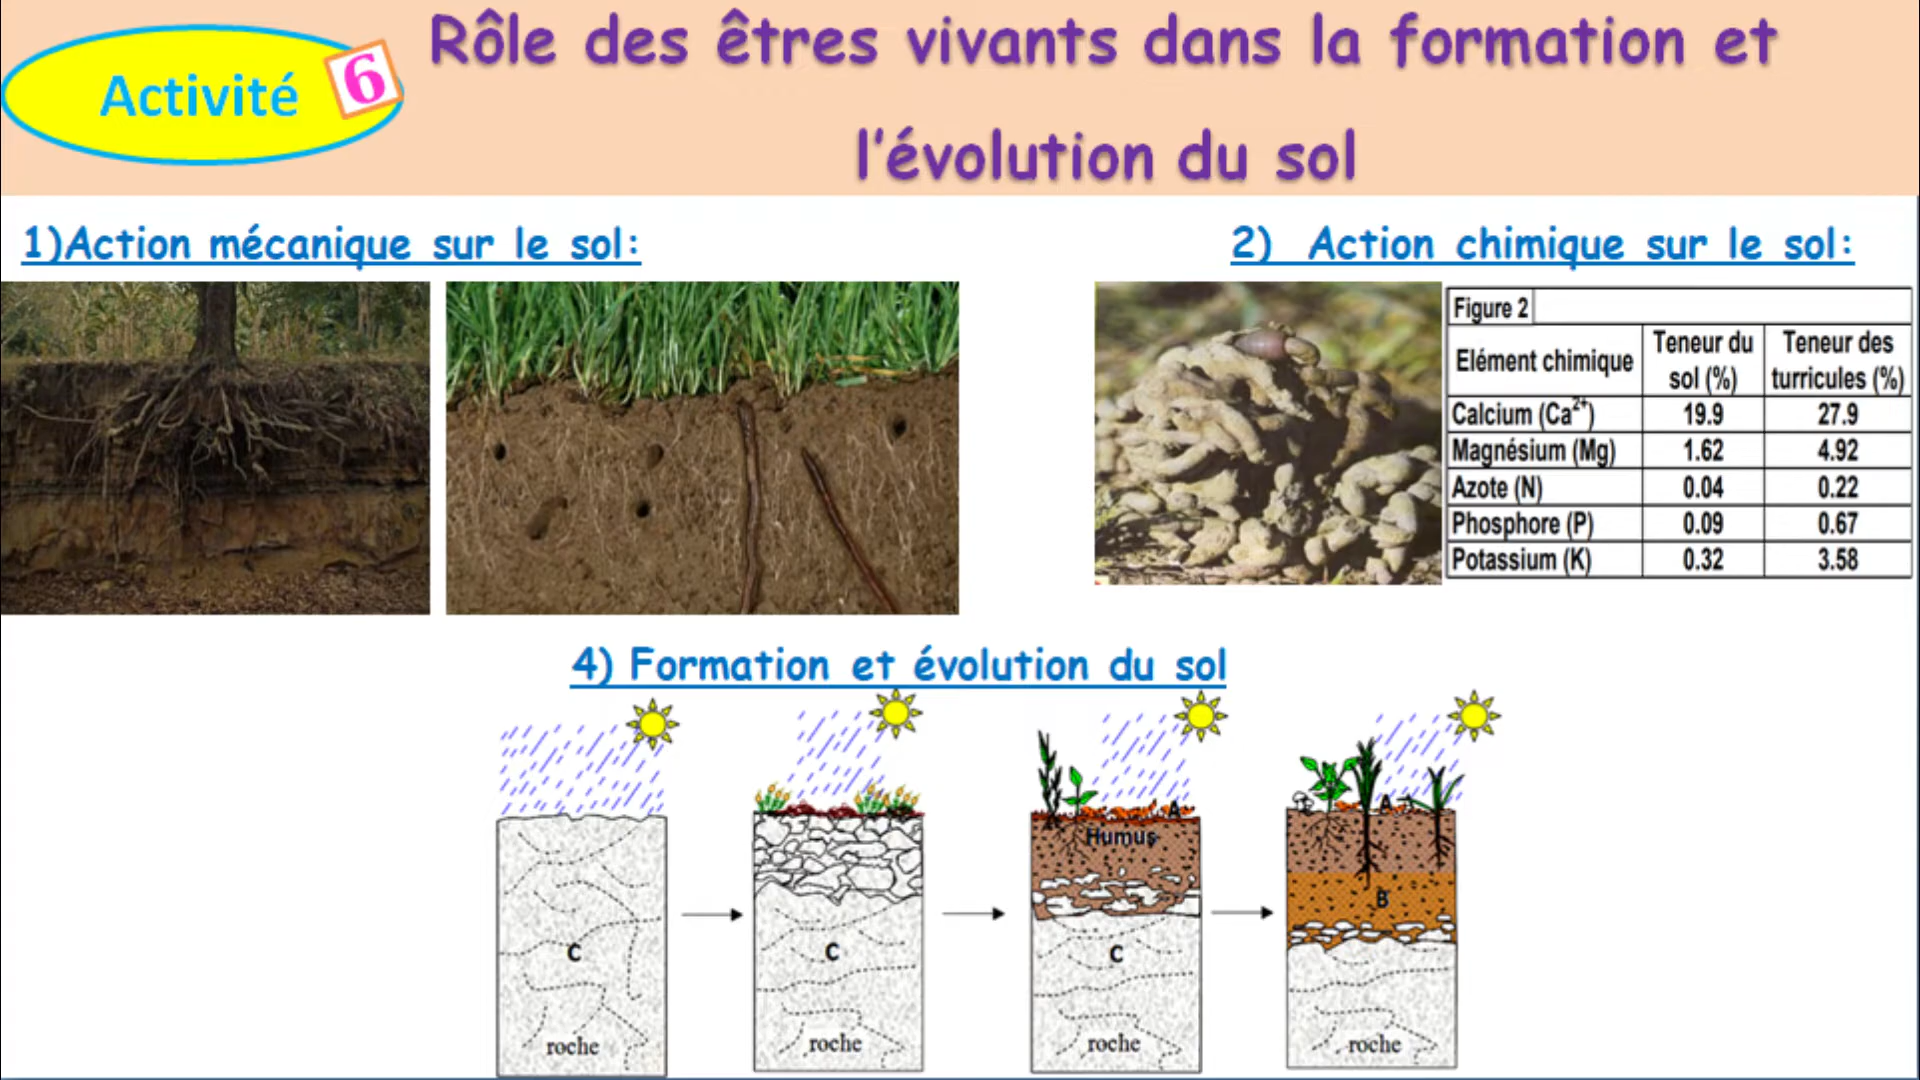 Activité 6
Rôle des êtres vivants dans la formation et
l'évolution du sol
1)Action mécanique sur le sol:
2) Action chimique sur le sol:
Figure 2
Elément chimique Teneur du sol (%) Teneur des turricules (%)
Calcium (Ca2+) 19.9 27.9
Magnésium (Mg) 1.62 4.92
Azote (N) 0.04 0.22
Phosphore (P) 0.09 0.67
Potassium (K) 0.32 3.58
4) Formation et évolution du sol
C
roche
C
roche
A
Humus
C
roche
A
B
roche